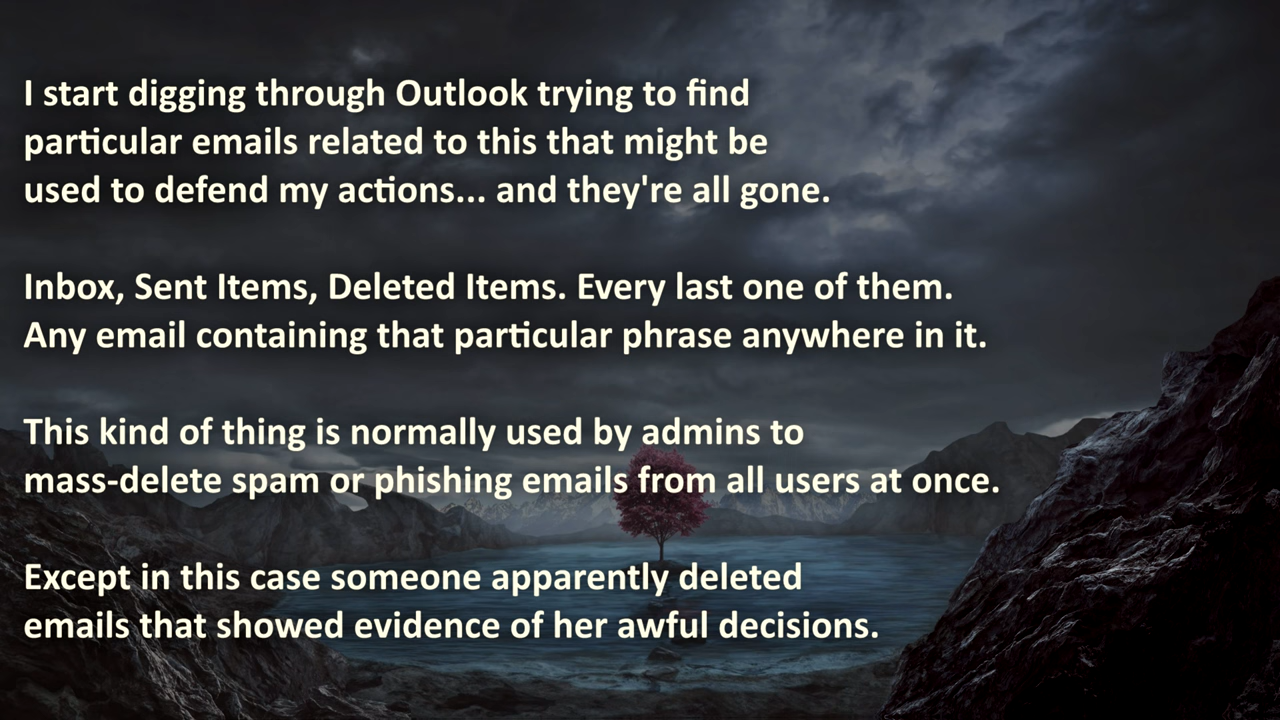 I start digging through Outlook trying to find
particular emails related to this that might be
used to defend my actions... and they're all gone.
Inbox, Sent Items, Deleted Items. Every last one of them.
Any email containing that particular phrase anywhere in it.
This kind of thing is normally used by admins to
mass-delete spam or phishing emails from all users at once.
Except in this case someone apparently deleted
emails that showed evidence of her awful decisions.